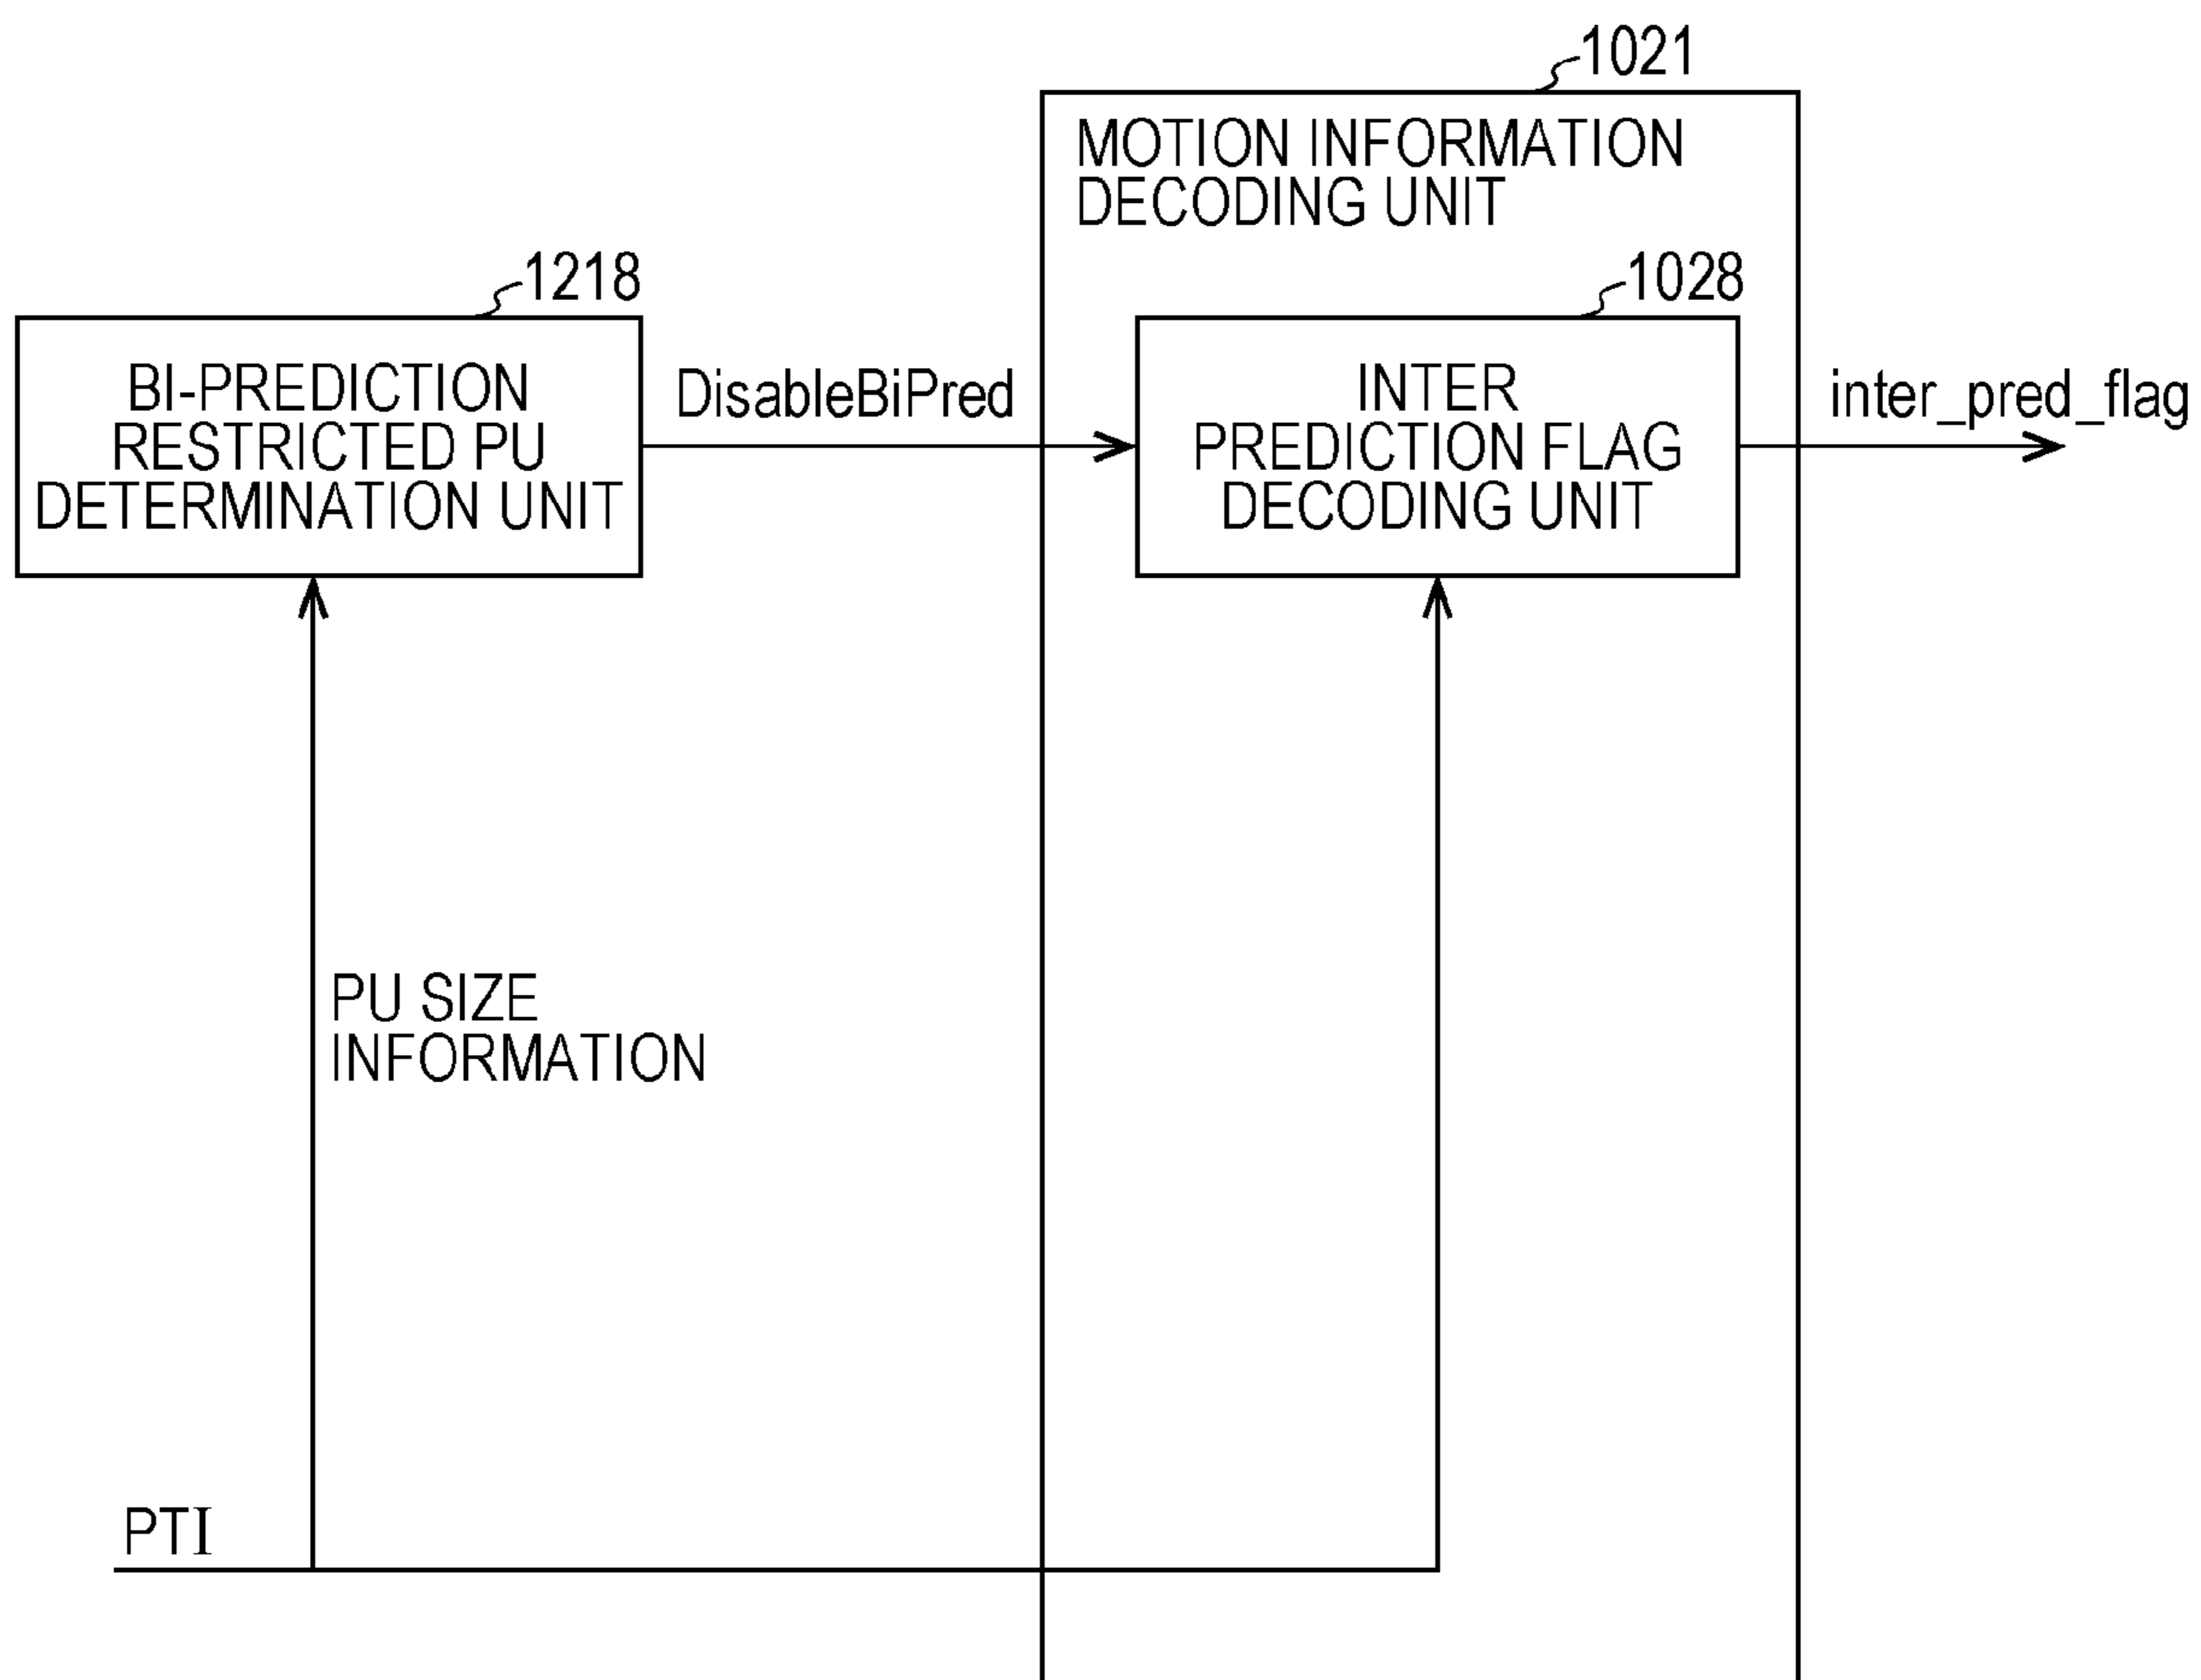 1021
MOTION INFORMATION
DECODING UNIT
1218
1028
BI-PREDICTION
RESTRICTED PU
DETERMINATION UNIT
DisableBiPred
INTER
PREDICTION FLAG
DECODING UNIT
inter_pred_flag
PU SIZE
INFORMATION
PTI